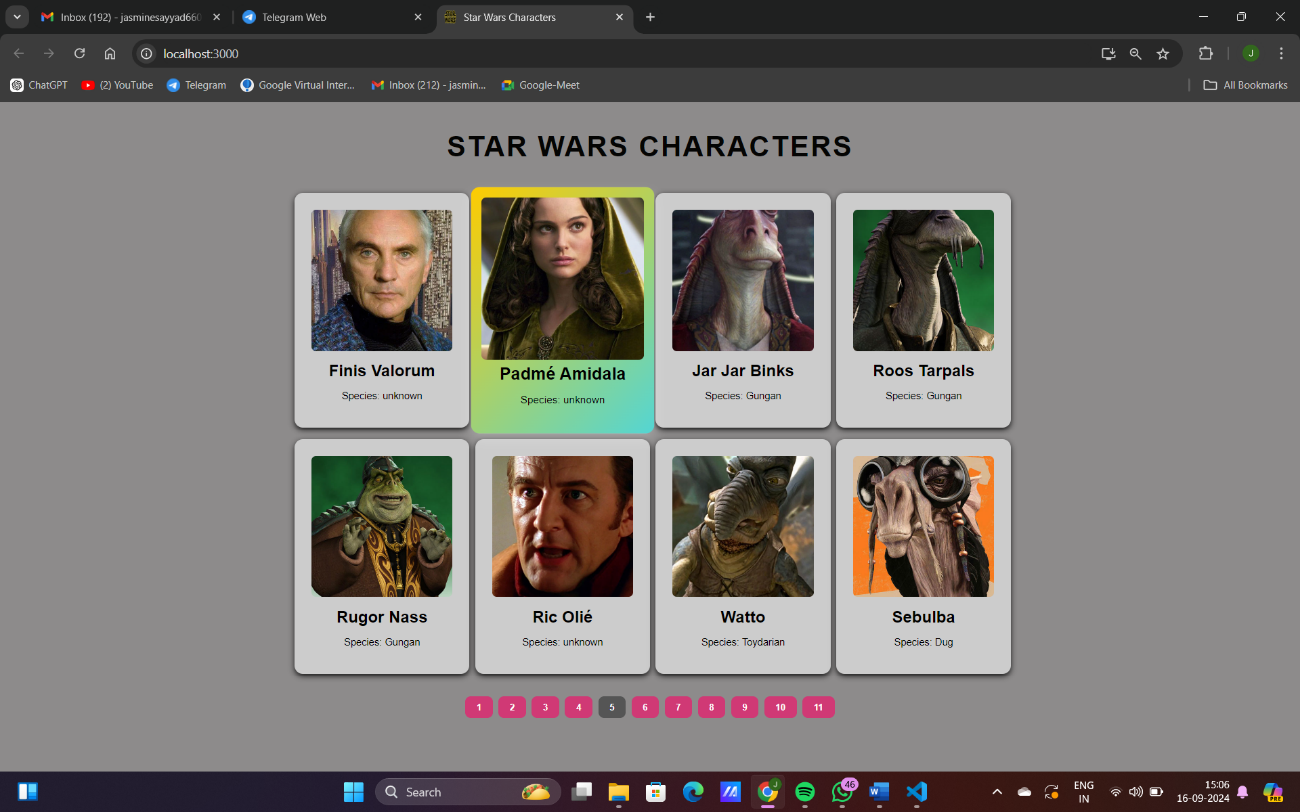 Inbox (192) - jasminesayyad660
Telegram Web
Star Wars Characters
localhost:3000
J
ChatGPT
(2) YouTube
Telegram
Google Virtual Inter...
Inbox (212) - jasmin...
Google-Meet
All Bookmarks
STAR WARS CHARACTERS
Finis Valorum
Padmé Amidala
Jar Jar Binks
Roos Tarpals
Species: unknown
Species: unknown
Species: Gungan
Species: Gungan
Rugor Nass
Ric Olié
Watto
Sebulba
Species: Gungan
Species: unknown
Species: Toydarian
Species: Dug
1 2 3 4 5 6 7 8 9 10 11
Search
J
46
W
ENG
IN
15:06
16-09-2024
PRE